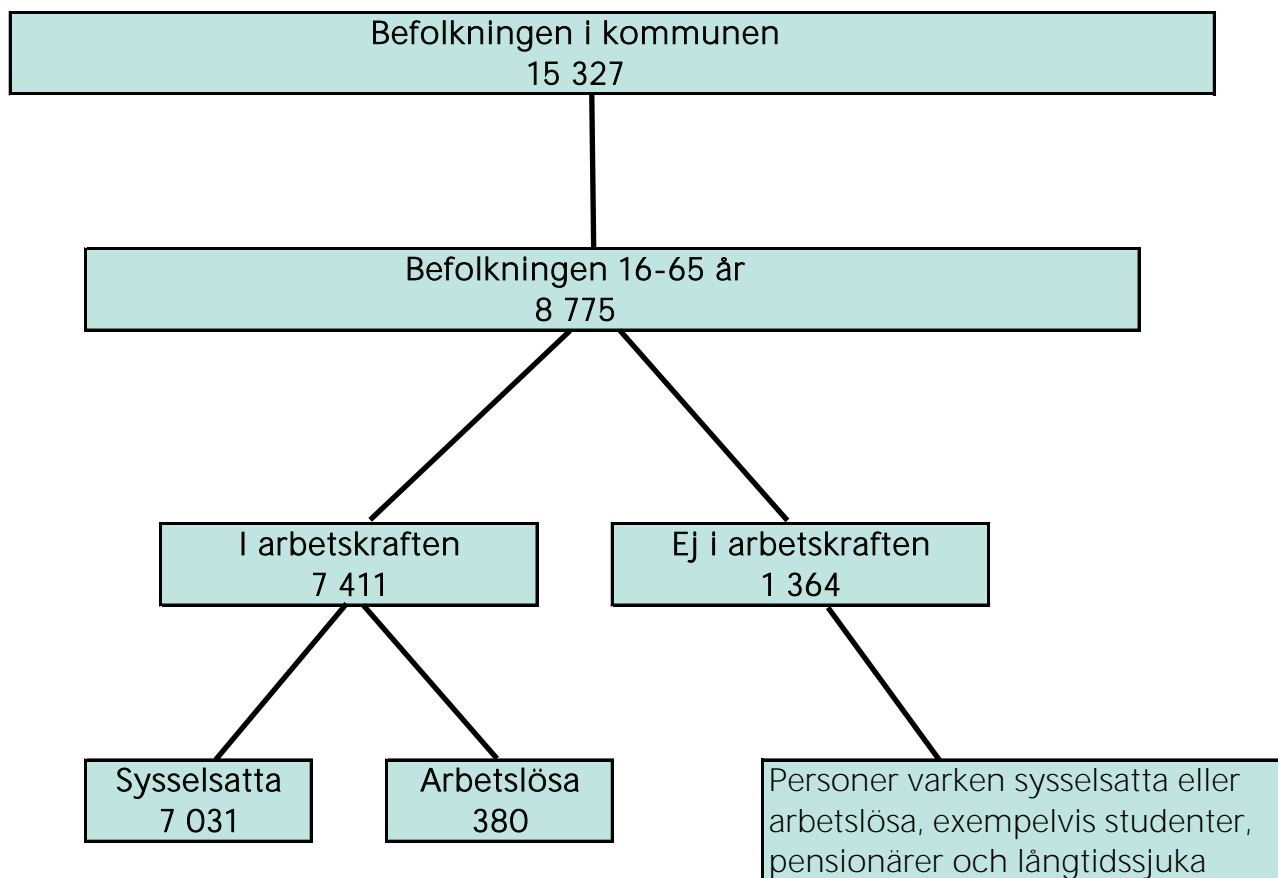 Befolkningen i kommunen
15 327
Befolkningen 16-65 år
8 775
I arbetskraften
7 411
Ej i arbetskraften
1 364
Sysselsatta
7 031
Arbetslösa
380
Personer varken sysselsatta eller
arbetslösa, exempelvis studenter,
pensionärer och långtidssjuka